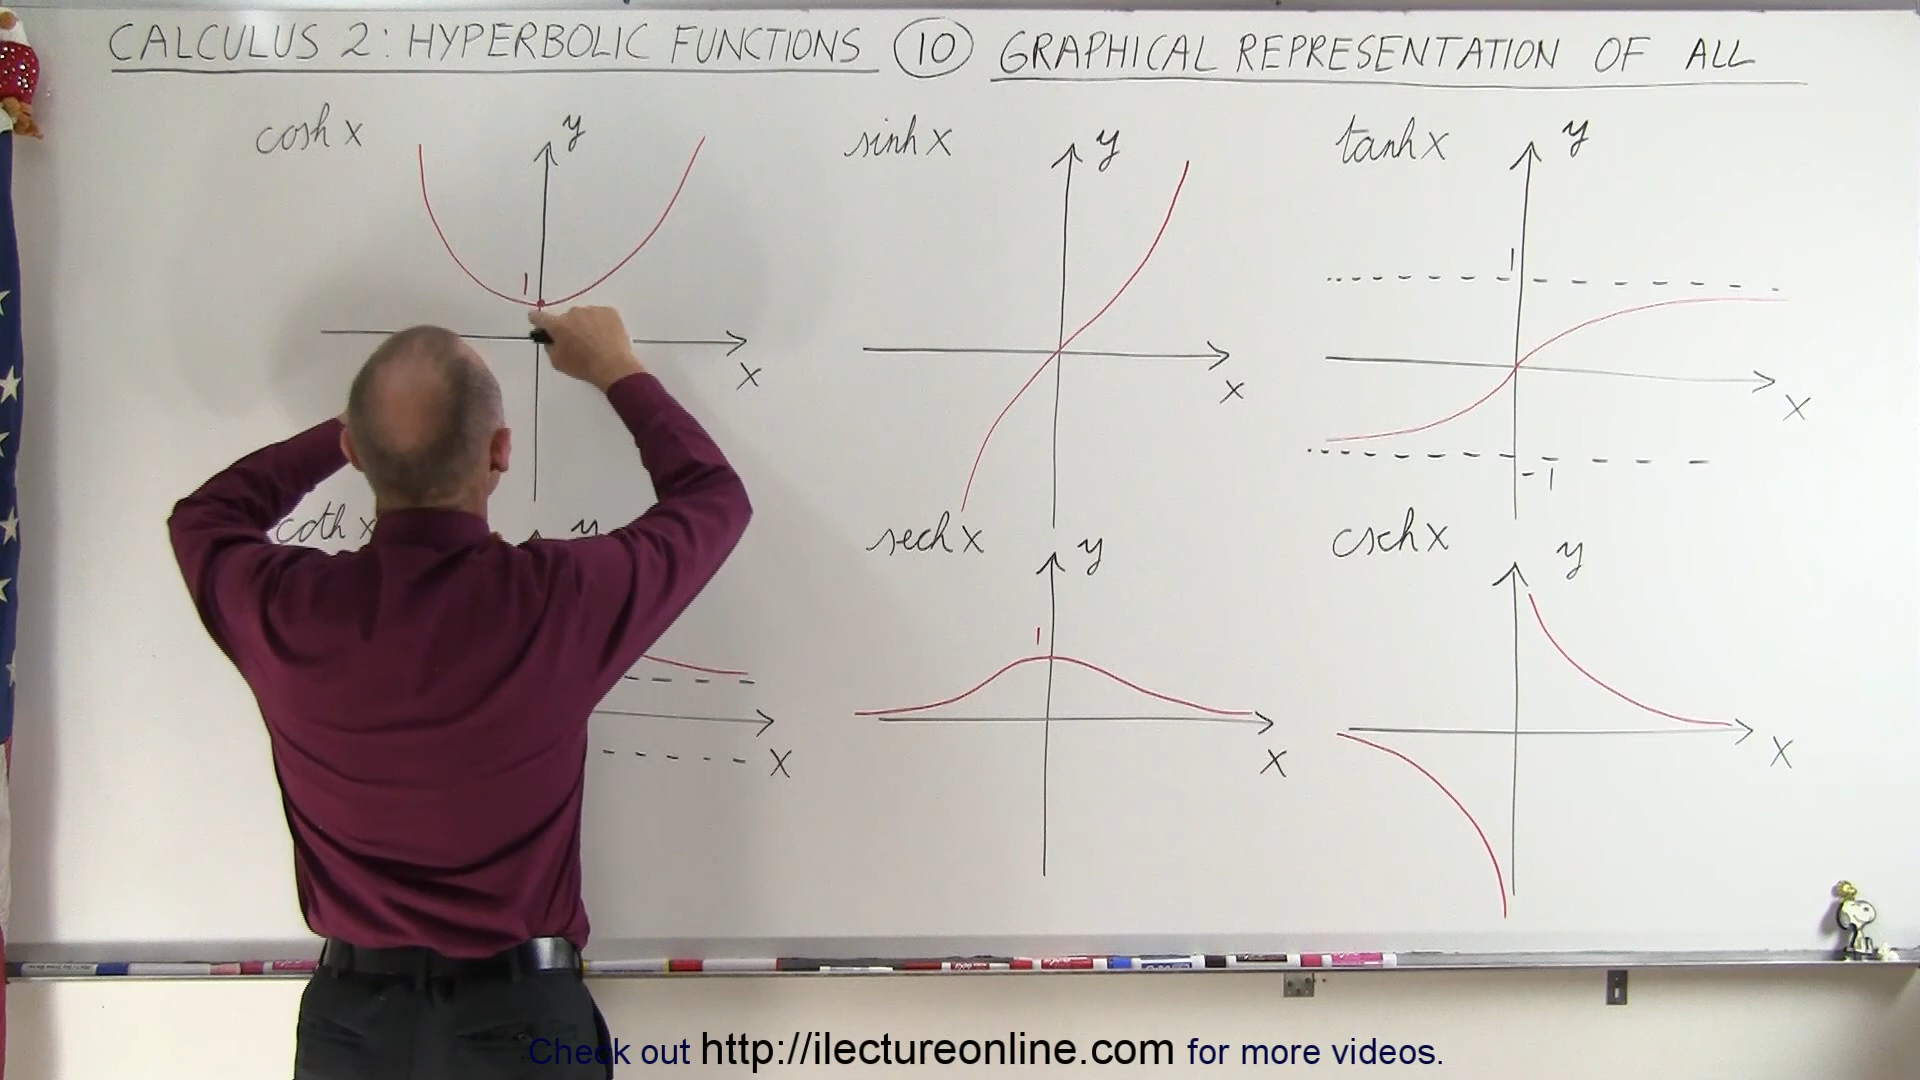 CALCULUS 2: HYPERBOLIC FUNCTIONS 10 GRAPHICAL REPRESENTATION OF ALL
cosh x
y
1
x
sinh x
y
x
tanh x
y
1
x
-1
coth x
y
x
sech x
y
1
x
csch x
y
x
Check out http://ilectureonline.com for more videos.